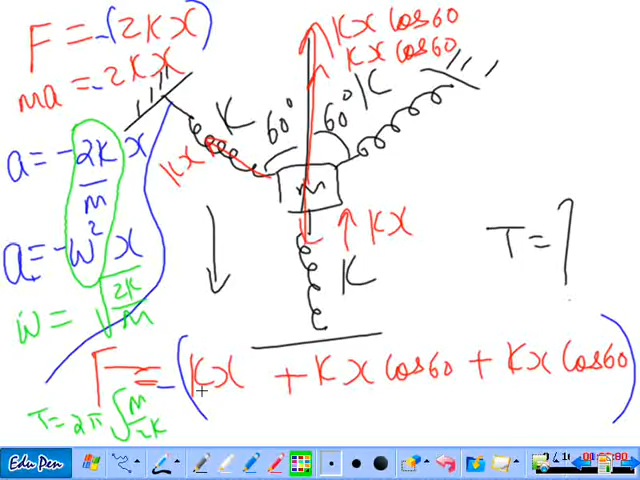 F = -(2Kx)
ma = -2Kx
a = -2K/m x
a = -ω² x
ω = √2K/m
T = 2π √m/2K
Kx cos60
Kx cos60
K
60°
60°
K
Kx
m
Kx
K
T = ?
F = -(Kx + Kx cos60 + Kx cos60)
Edu Pen